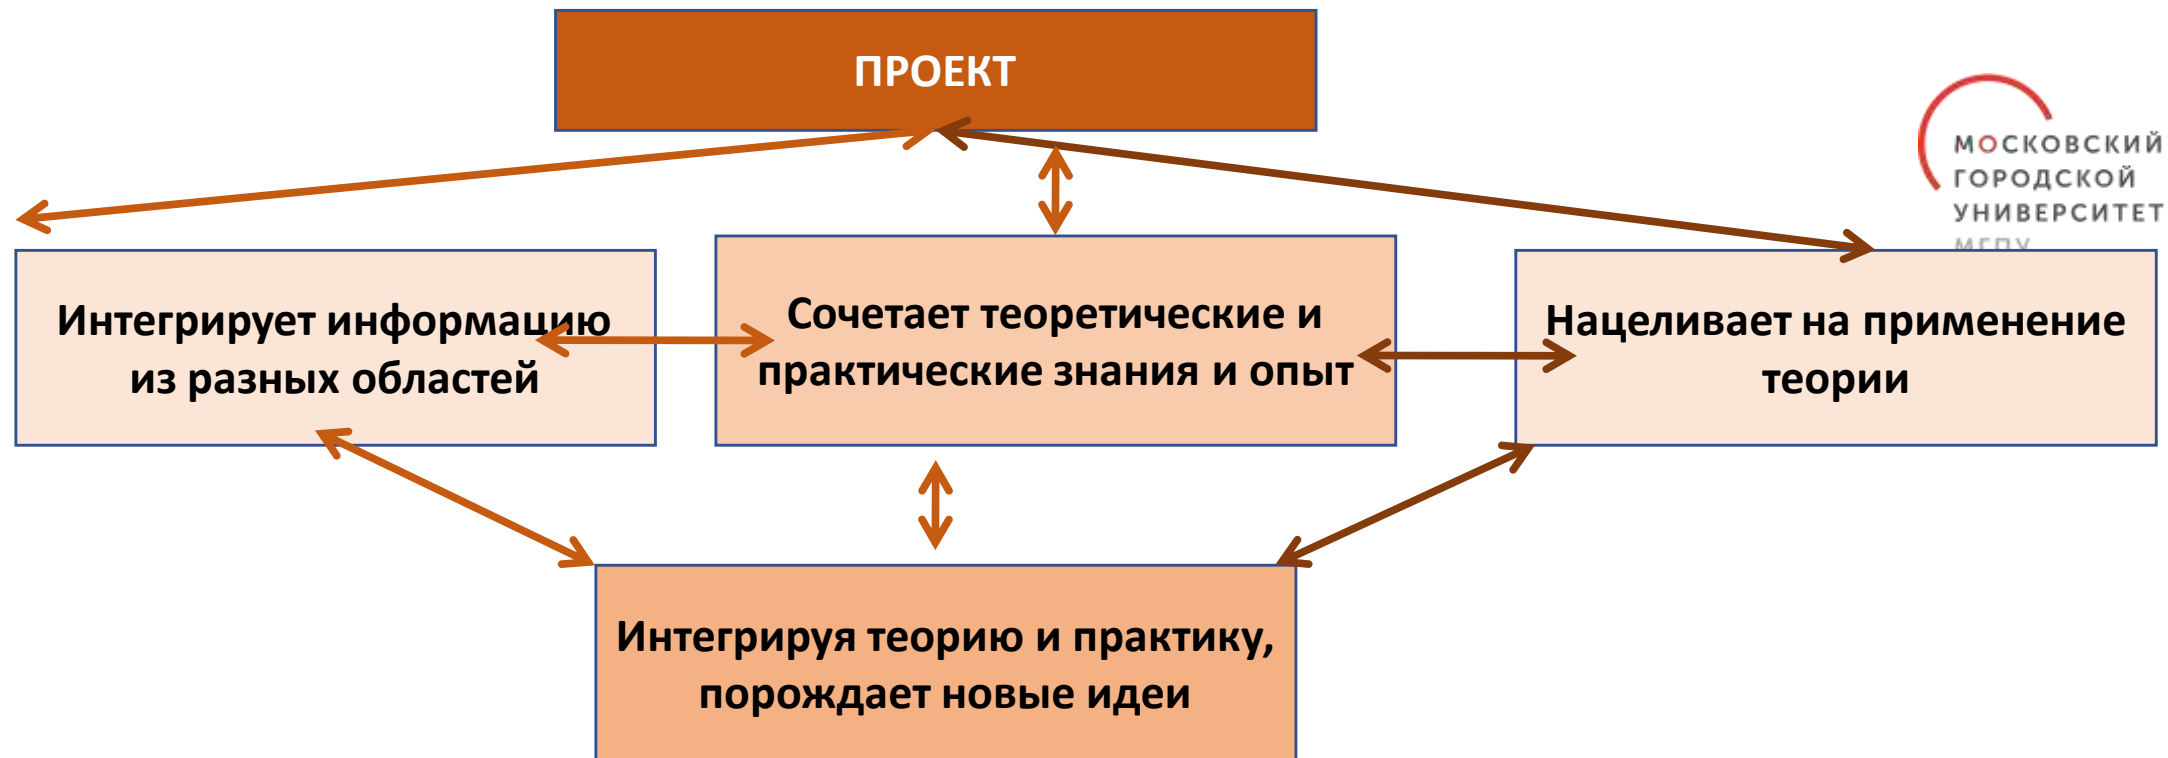 ПРОЕКТ
МОСКОВСКИЙ
ГОРОДСКОЙ
УНИВЕРСИТЕТ
МГПУ
Интегрирует информацию
из разных областей
Сочетает теоретические и
практические знания и опыт
Нацеливает на применение
теории
Интегрируя теорию и практику,
порождает новые идеи